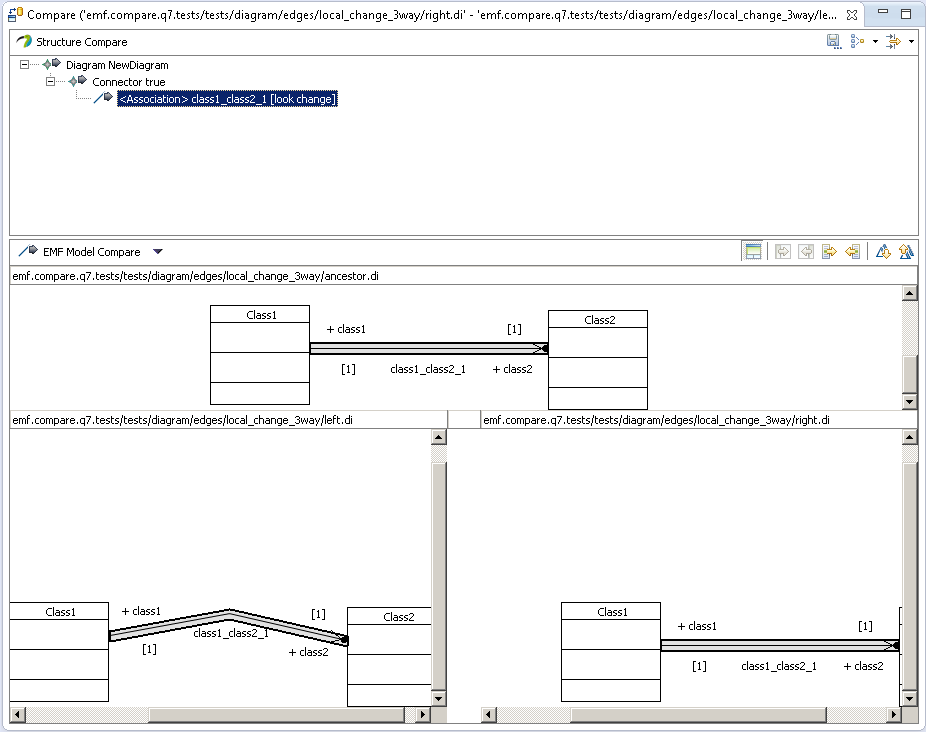 Compare ('emf.compare.q7.tests/tests/diagram/edges/local_change_3way/right.di' - 'emf.compare.q7.tests/tests/diagram/edges/local_change_3way/le...
Structure Compare
Diagram NewDiagram
Connector true
<Association> class1_class2_1 [look change]
EMF Model Compare
emf.compare.q7.tests/tests/diagram/edges/local_change_3way/ancestor.di
Class1
+ class1
[1]
Class2
[1]
class1_class2_1
+ class2
emf.compare.q7.tests/tests/diagram/edges/local_change_3way/left.di
emf.compare.q7.tests/tests/diagram/edges/local_change_3way/right.di
Class1
+ class1
[1]
Class2
class1_class2_1
[1]
+ class2
Class1
+ class1
[1]
[1]
class1_class2_1
+ class2